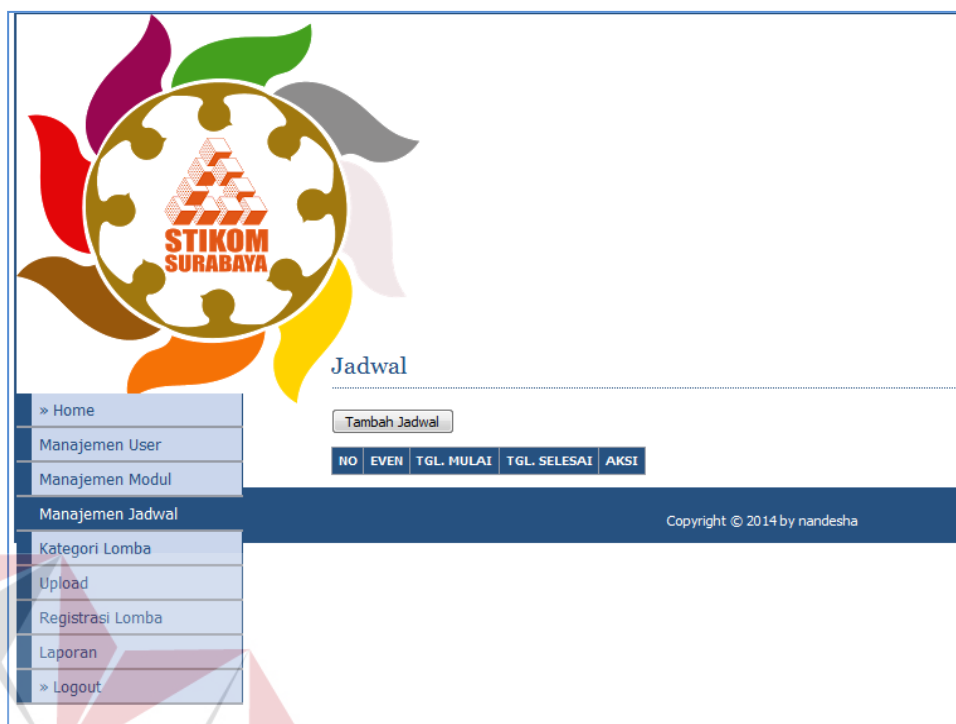 STIKOM
SURABAYA
Jadwal
Tambah Jadwal
NO EVEN TGL. MULAI TGL. SELESAI AKSI
» Home
Manajemen User
Manajemen Modul
Manajemen Jadwal
Kategori Lomba
Upload
Registrasi Lomba
Laporan
» Logout
Copyright © 2014 by nandesha